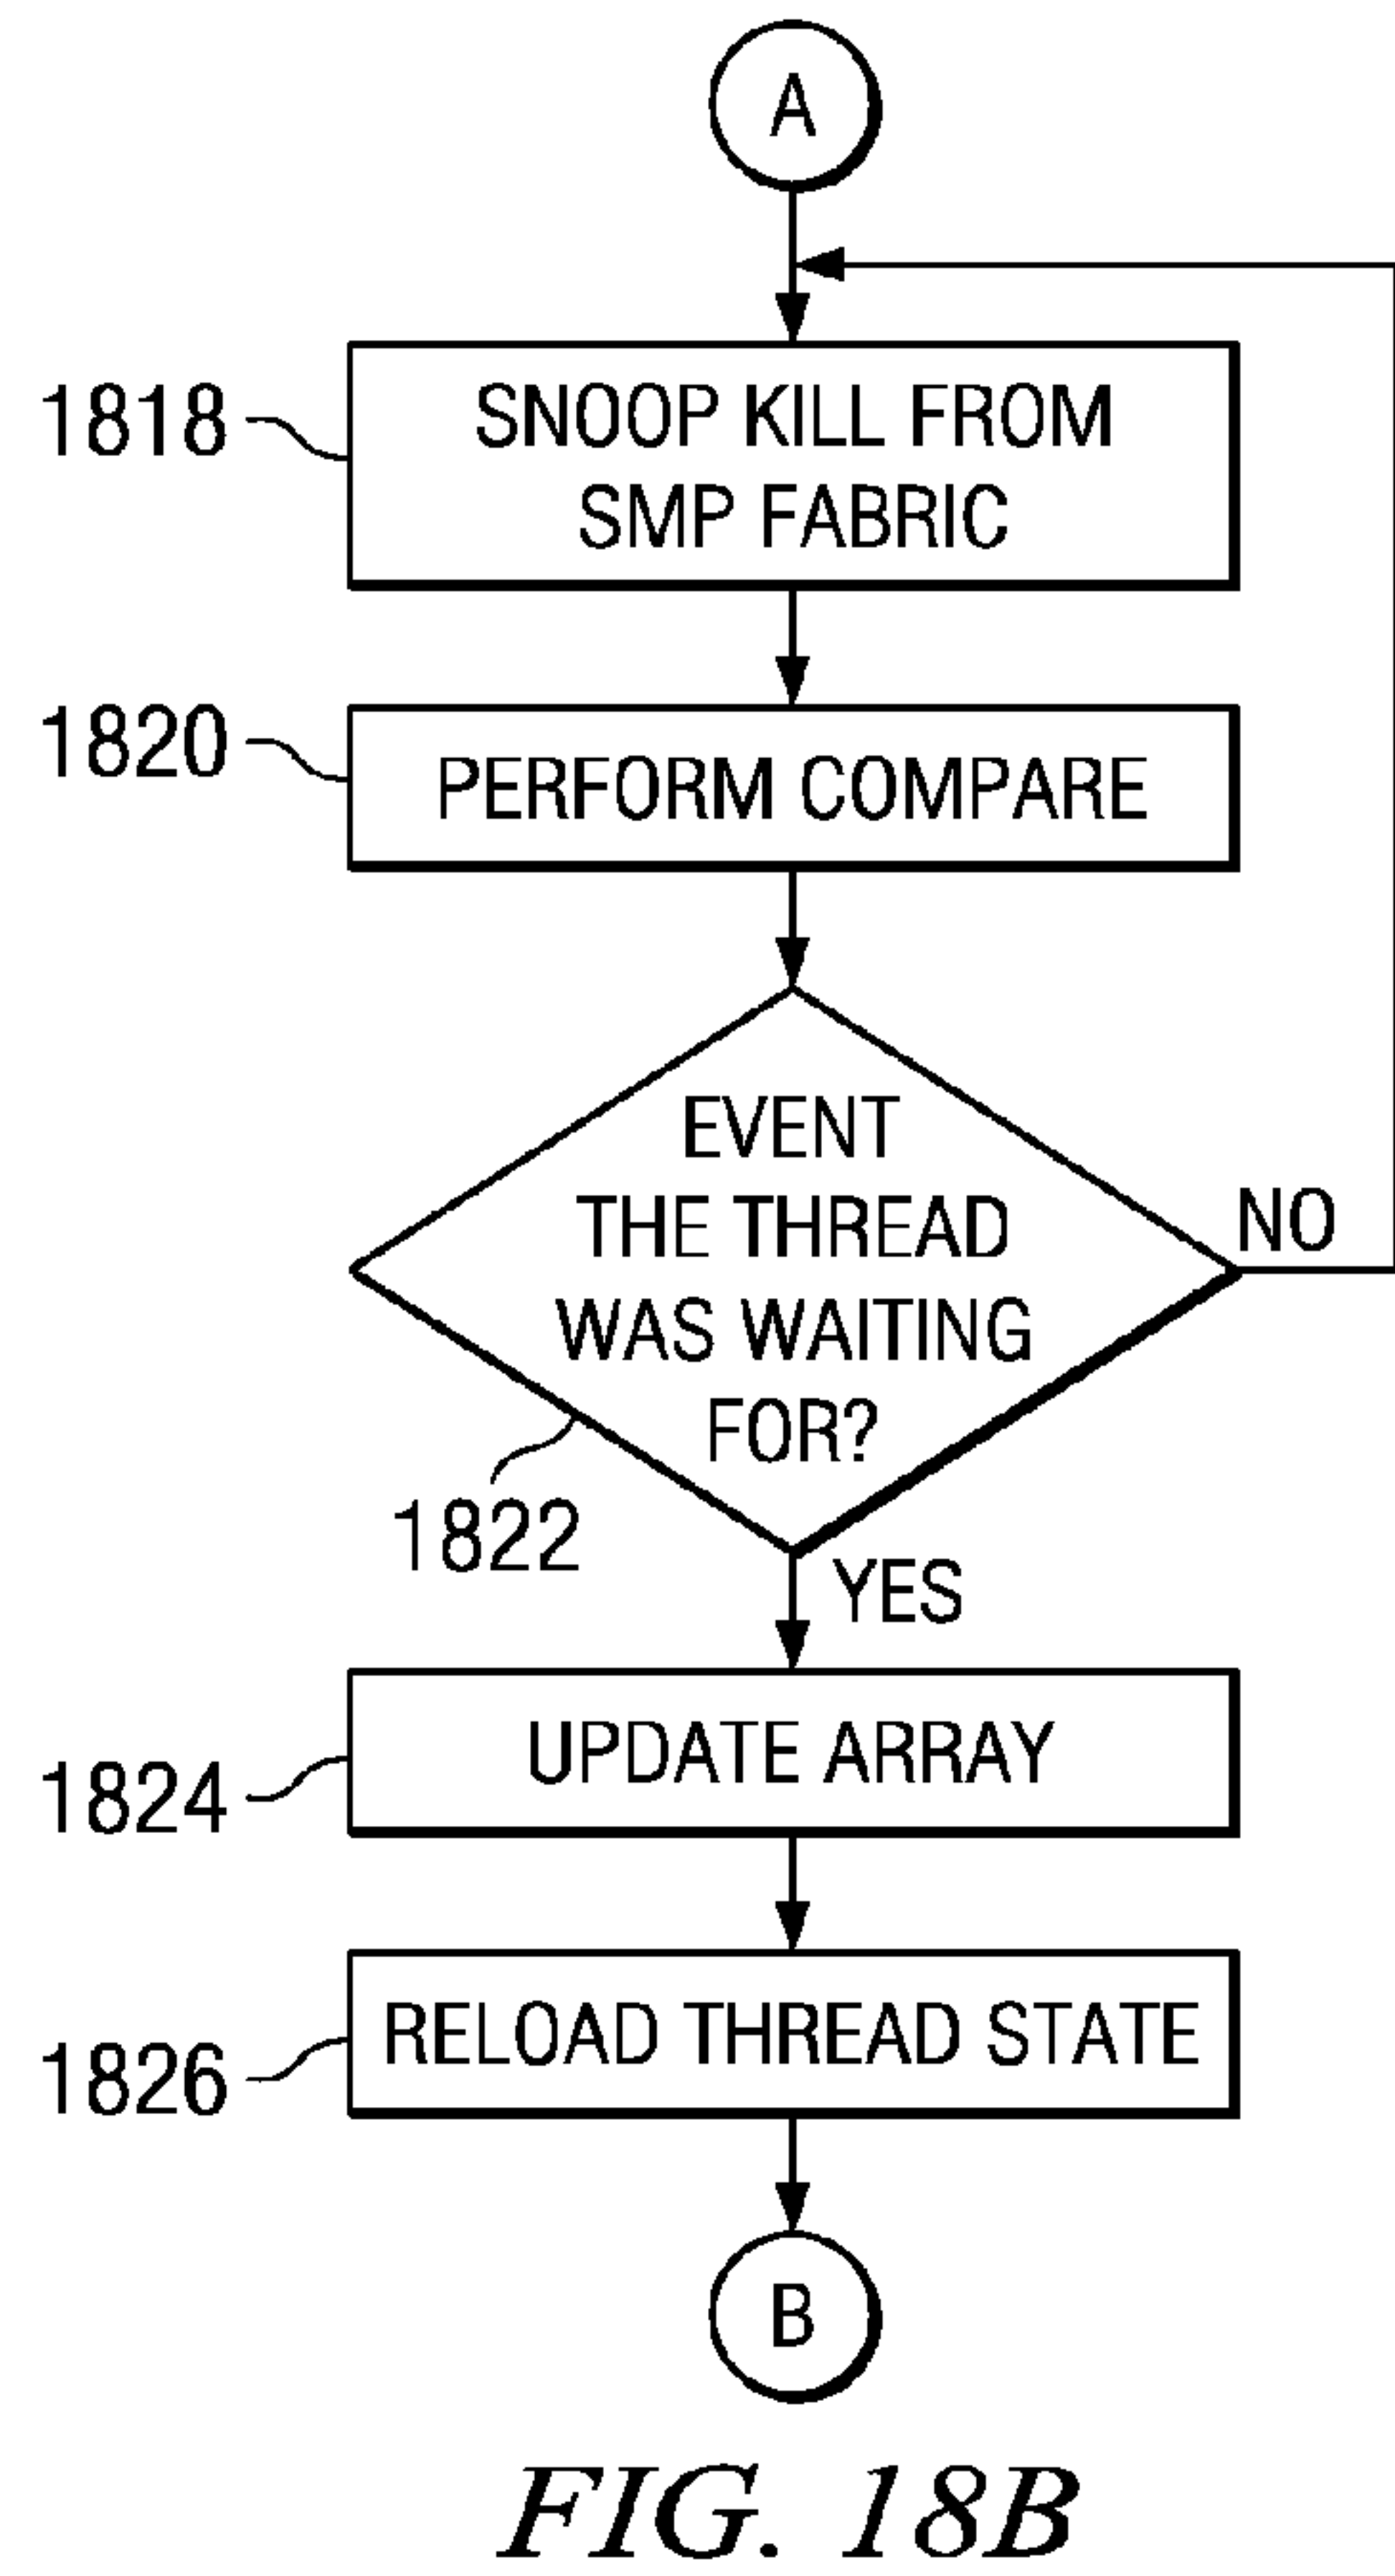 A
1818
SNOOP KILL FROM
SMP FABRIC
1820
PERFORM COMPARE
EVENT
THE THREAD
WAS WAITING
FOR?
NO
1822
YES
1824
UPDATE ARRAY
1826
RELOAD THREAD STATE
B
FIG. 18B